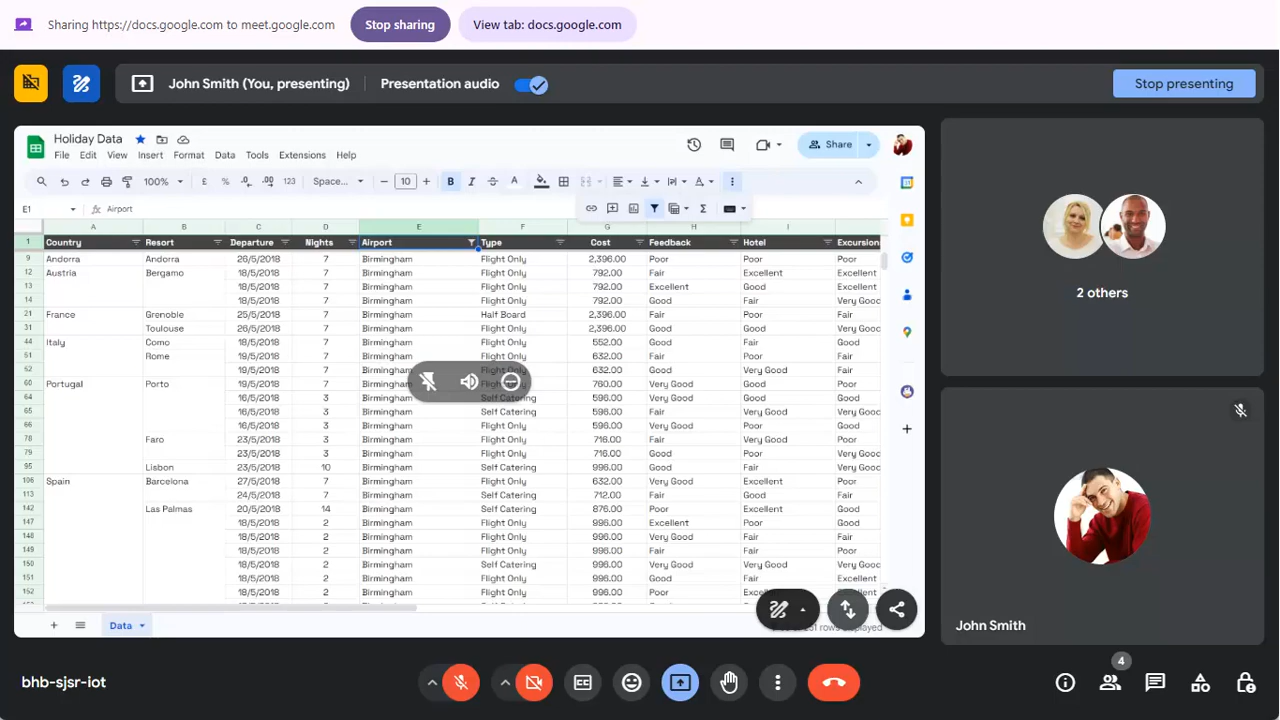 Sharing https://docs.google.com to meet.google.com Stop sharing View tab: docs.google.com
John Smith (You, presenting) Presentation audio Stop presenting
Holiday Data
File Edit View Insert Format Data Tools Extensions Help
Share
100% £ % .0 .00 123 Space... 10 B I A
E1 Airport
A B C D E F G H I
1 Country Resort Departure Nights Airport Type Cost Feedback Hotel Excursion
9 Andorra Andorra 26/5/2018 7 Birmingham Flight Only 2,396.00 Poor Poor Poor
12 Austria Bergamo 18/5/2018 7 Birmingham Flight Only 792.00 Fair Excellent Excellent
13 18/5/2018 7 Birmingham Flight Only 792.00 Excellent Good Excellent
14 18/5/2018 7 Birmingham Flight Only 792.00 Good Fair Very Good
21 France Grenoble 25/5/2018 7 Birmingham Half Board 2,396.00 Fair Poor Fair
31 Toulouse 26/5/2018 7 Birmingham Flight Only 2,396.00 Good Good Very Good
44 Italy Como 18/5/2018 7 Birmingham Flight Only 552.00 Good Fair Good
51 Rome 19/5/2018 7 Birmingham Flight Only 632.00 Fair Poor Excellent
52 19/5/2018 7 Birmingham Flight Only 632.00 Good Very Good Fair
60 Portugal Porto 19/5/2018 7 Birmingham 760.00 Very Good Good Poor
64 16/5/2018 3 Birmingham Self Catering 596.00 Very Good Good Excellent
65 16/5/2018 3 Birmingham Self Catering 596.00 Fair Very Good Very Good
66 16/5/2018 3 Birmingham Flight Only 596.00 Very Good Poor Good
78 Faro 23/5/2018 3 Birmingham Flight Only 716.00 Fair Very Good Poor
79 23/5/2018 3 Birmingham Flight Only 716.00 Good Poor Good
95 Lisbon 23/5/2018 10 Birmingham Self Catering 996.00 Good Fair Very Good
106 Spain Barcelona 27/5/2018 7 Birmingham Flight Only 632.00 Very Good Excellent Poor
113 24/5/2018 7 Birmingham Self Catering 712.00 Fair Good Fair
142 Las Palmas 20/5/2018 14 Birmingham Self Catering 876.00 Poor Excellent Good
147 18/5/2018 2 Birmingham Flight Only 996.00 Excellent Poor Good
148 18/5/2018 2 Birmingham Flight Only 996.00 Very Good Fair Excellent
149 18/5/2018 2 Birmingham Flight Only 996.00 Fair Fair Poor
150 18/5/2018 2 Birmingham Self Catering 996.00 Very Good Very Good Very Good
151 18/5/2018 2 Birmingham Flight Only 996.00 Good Fair Excellent
152 18/5/2018 2 Birmingham Flight Only 996.00 Poor
Data rows displayed
2 others
John Smith
bhb-sjsr-iot
CC
4